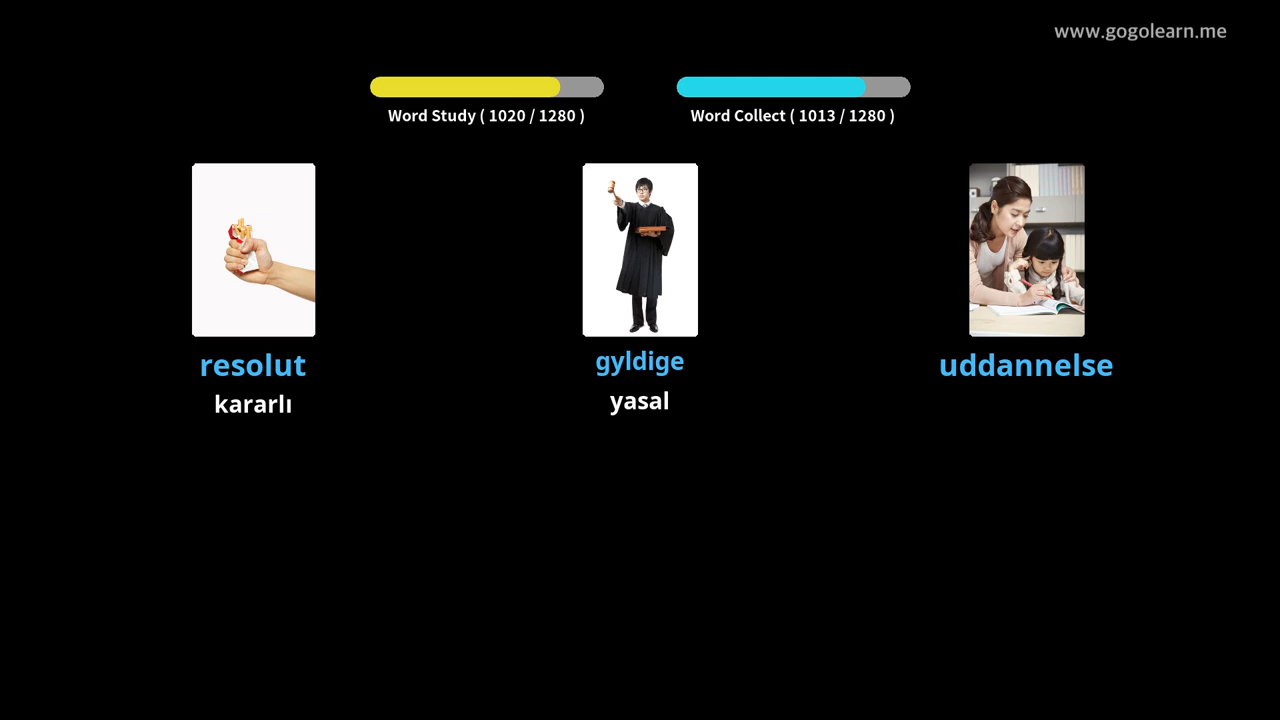 www.gogolearn.me
Word Study ( 1020 / 1280 )
Word Collect ( 1013 / 1280 )
resolut
kararlı
gyldige
yasal
uddannelse